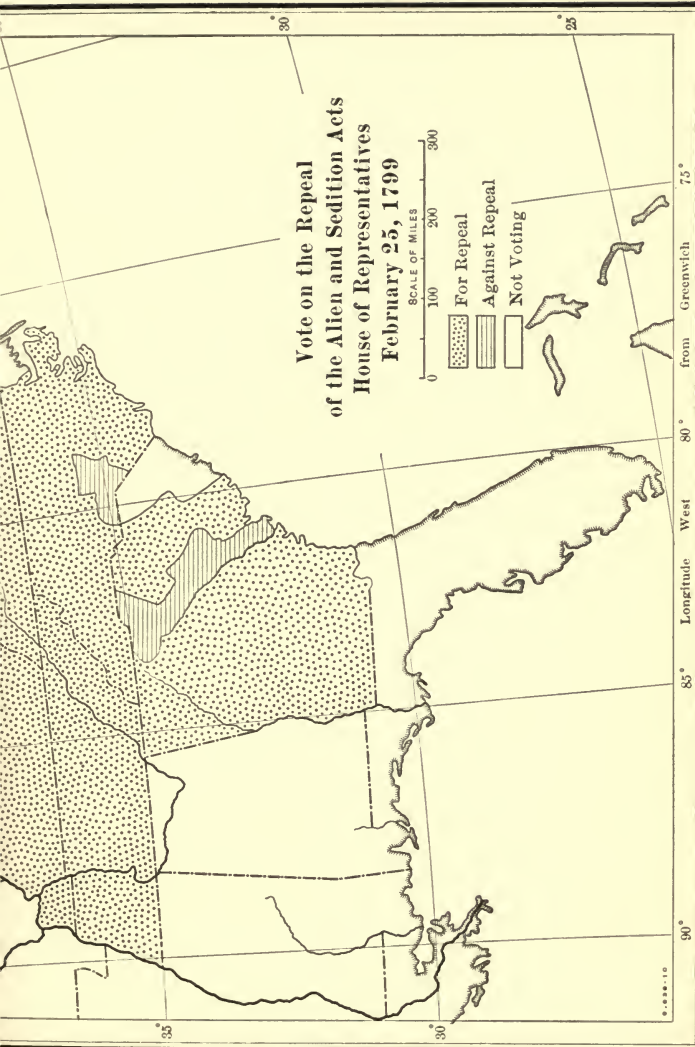 Vote on the Repeal
of the Alien and Sedition Acts
House of Representatives
February 25, 1799
SCALE OF MILES
0 100 200 300
For Repeal
Against Repeal
Not Voting
30°
25°
35
30
90° 85° 80° 75°
Longitude West from Greenwich